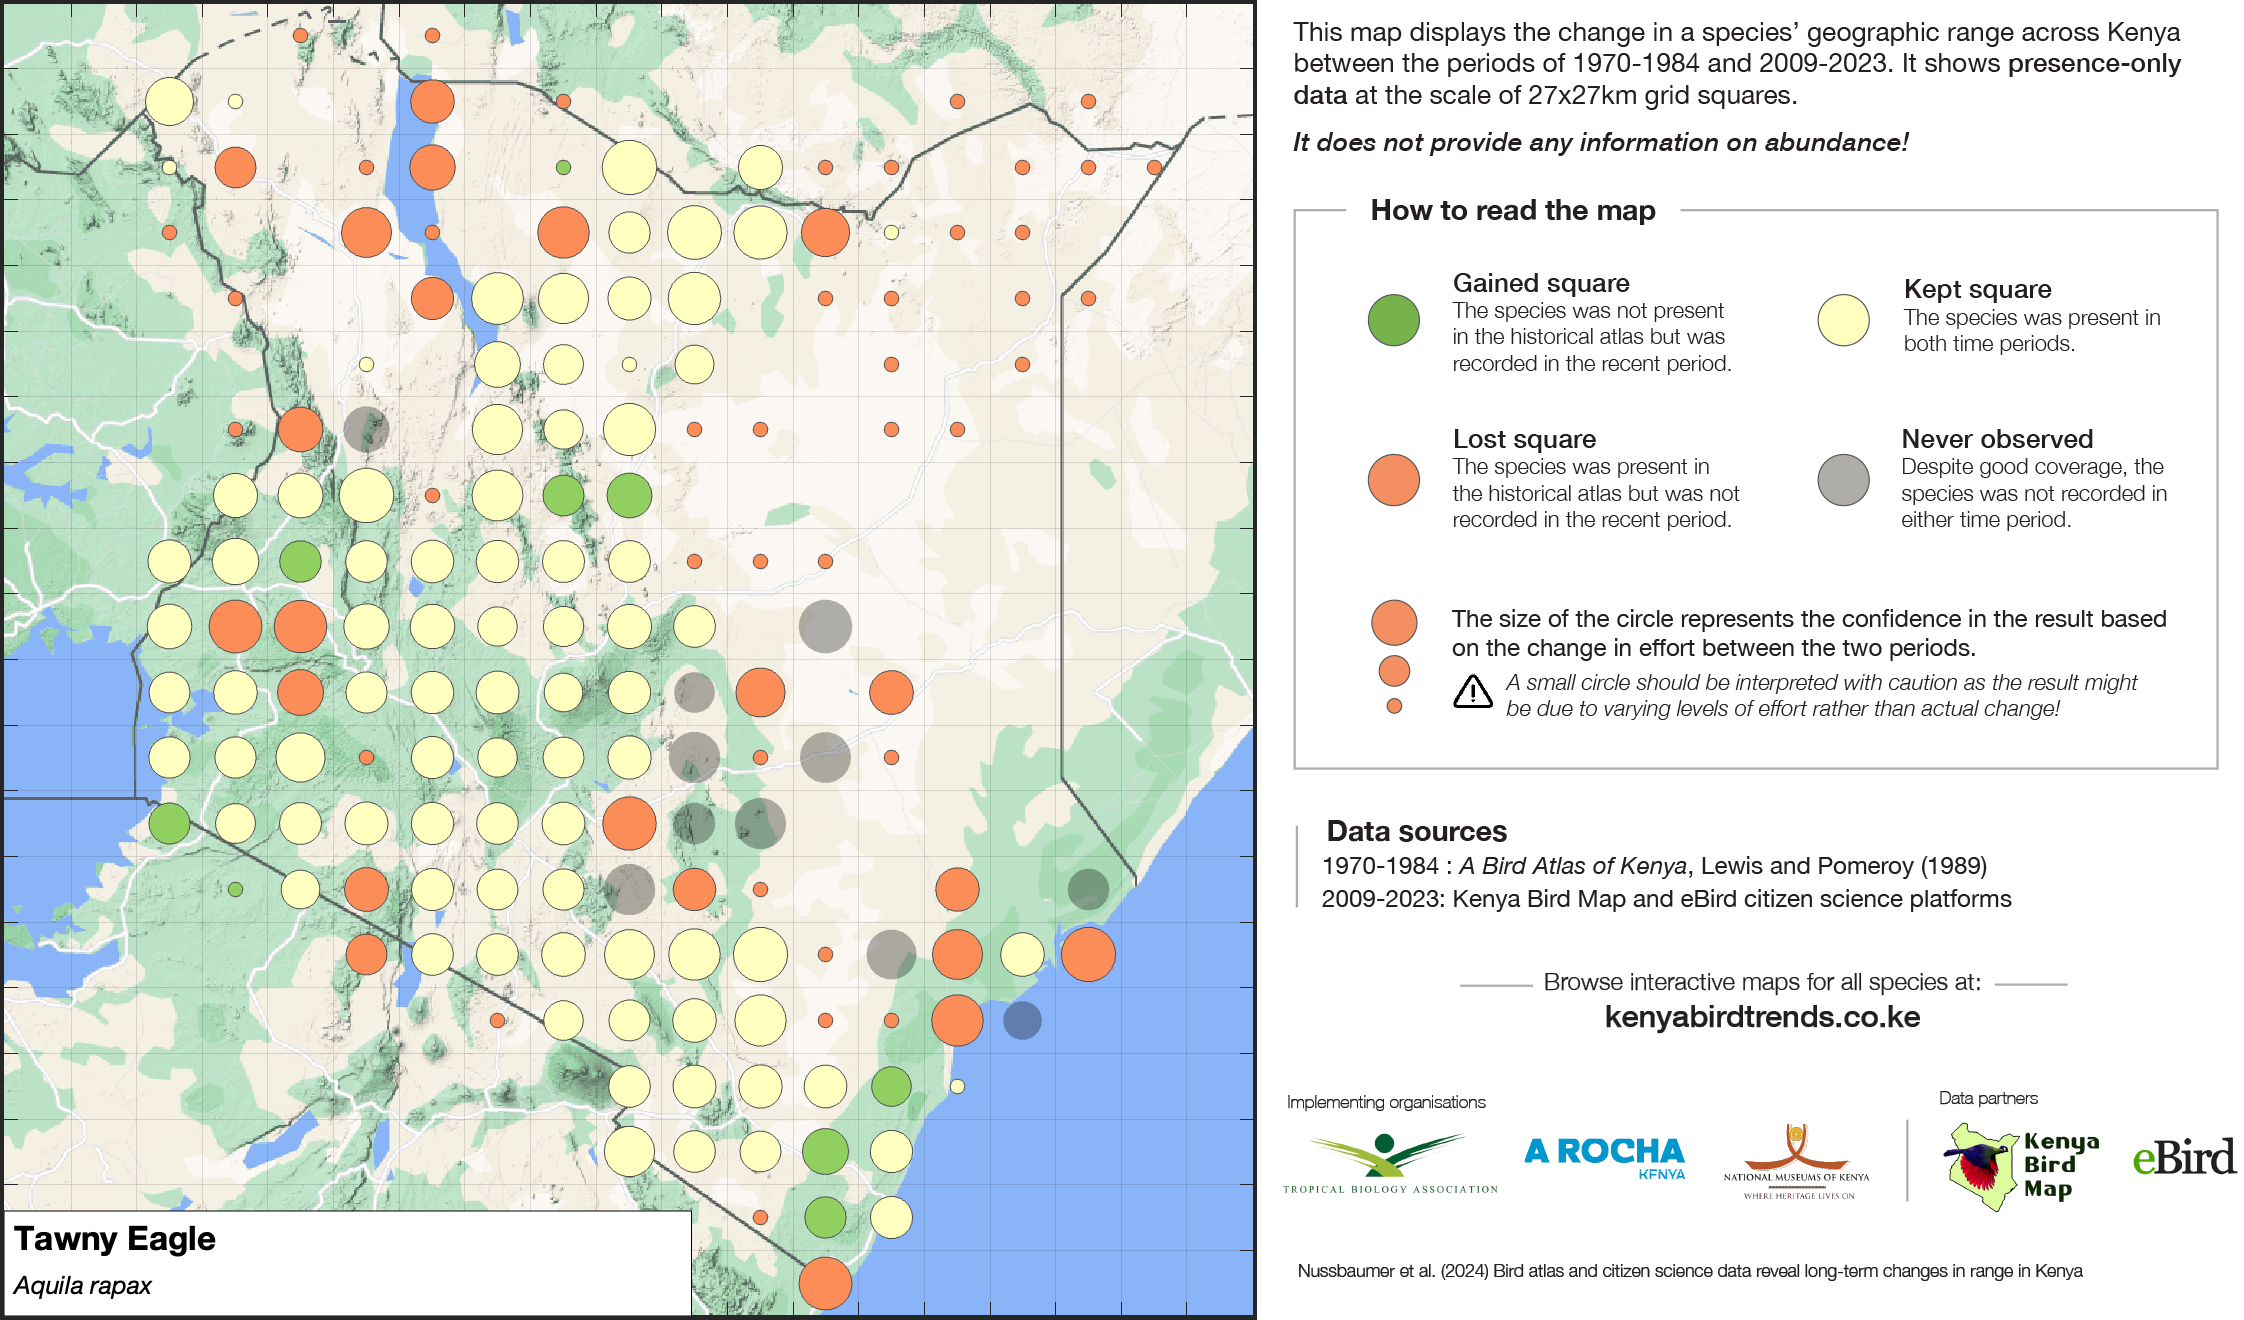 This map displays the change in a species’ geographic range across Kenya
between the periods of 1970-1984 and 2009-2023. It shows presence-only
data at the scale of 27x27km grid squares.
It does not provide any information on abundance!
How to read the map
Gained square
The species was not present
in the historical atlas but was
recorded in the recent period.
Kept square
The species was present in
both time periods.
Lost square
The species was present in
the historical atlas but was not
recorded in the recent period.
Never observed
Despite good coverage, the
species was not recorded in
either time period.
The size of the circle represents the confidence in the result based
on the change in effort between the two periods.
A small circle should be interpreted with caution as the result might
be due to varying levels of effort rather than actual change!
Data sources
1970-1984 : A Bird Atlas of Kenya, Lewis and Pomeroy (1989)
2009-2023: Kenya Bird Map and eBird citizen science platforms
Browse interactive maps for all species at:
kenyabirdtrends.co.ke
Implementing organisations
Data partners
TROPICAL BIOLOGY ASSOCIATION
A ROCHA
KENYA
NATIONAL MUSEUMS OF KENYA
WHERE HERITAGE LIVES ON
Kenya
Bird
Map
eBird
Nussbaumer et al. (2024) Bird atlas and citizen science data reveal long-term changes in range in Kenya
Tawny Eagle
Aquila rapax